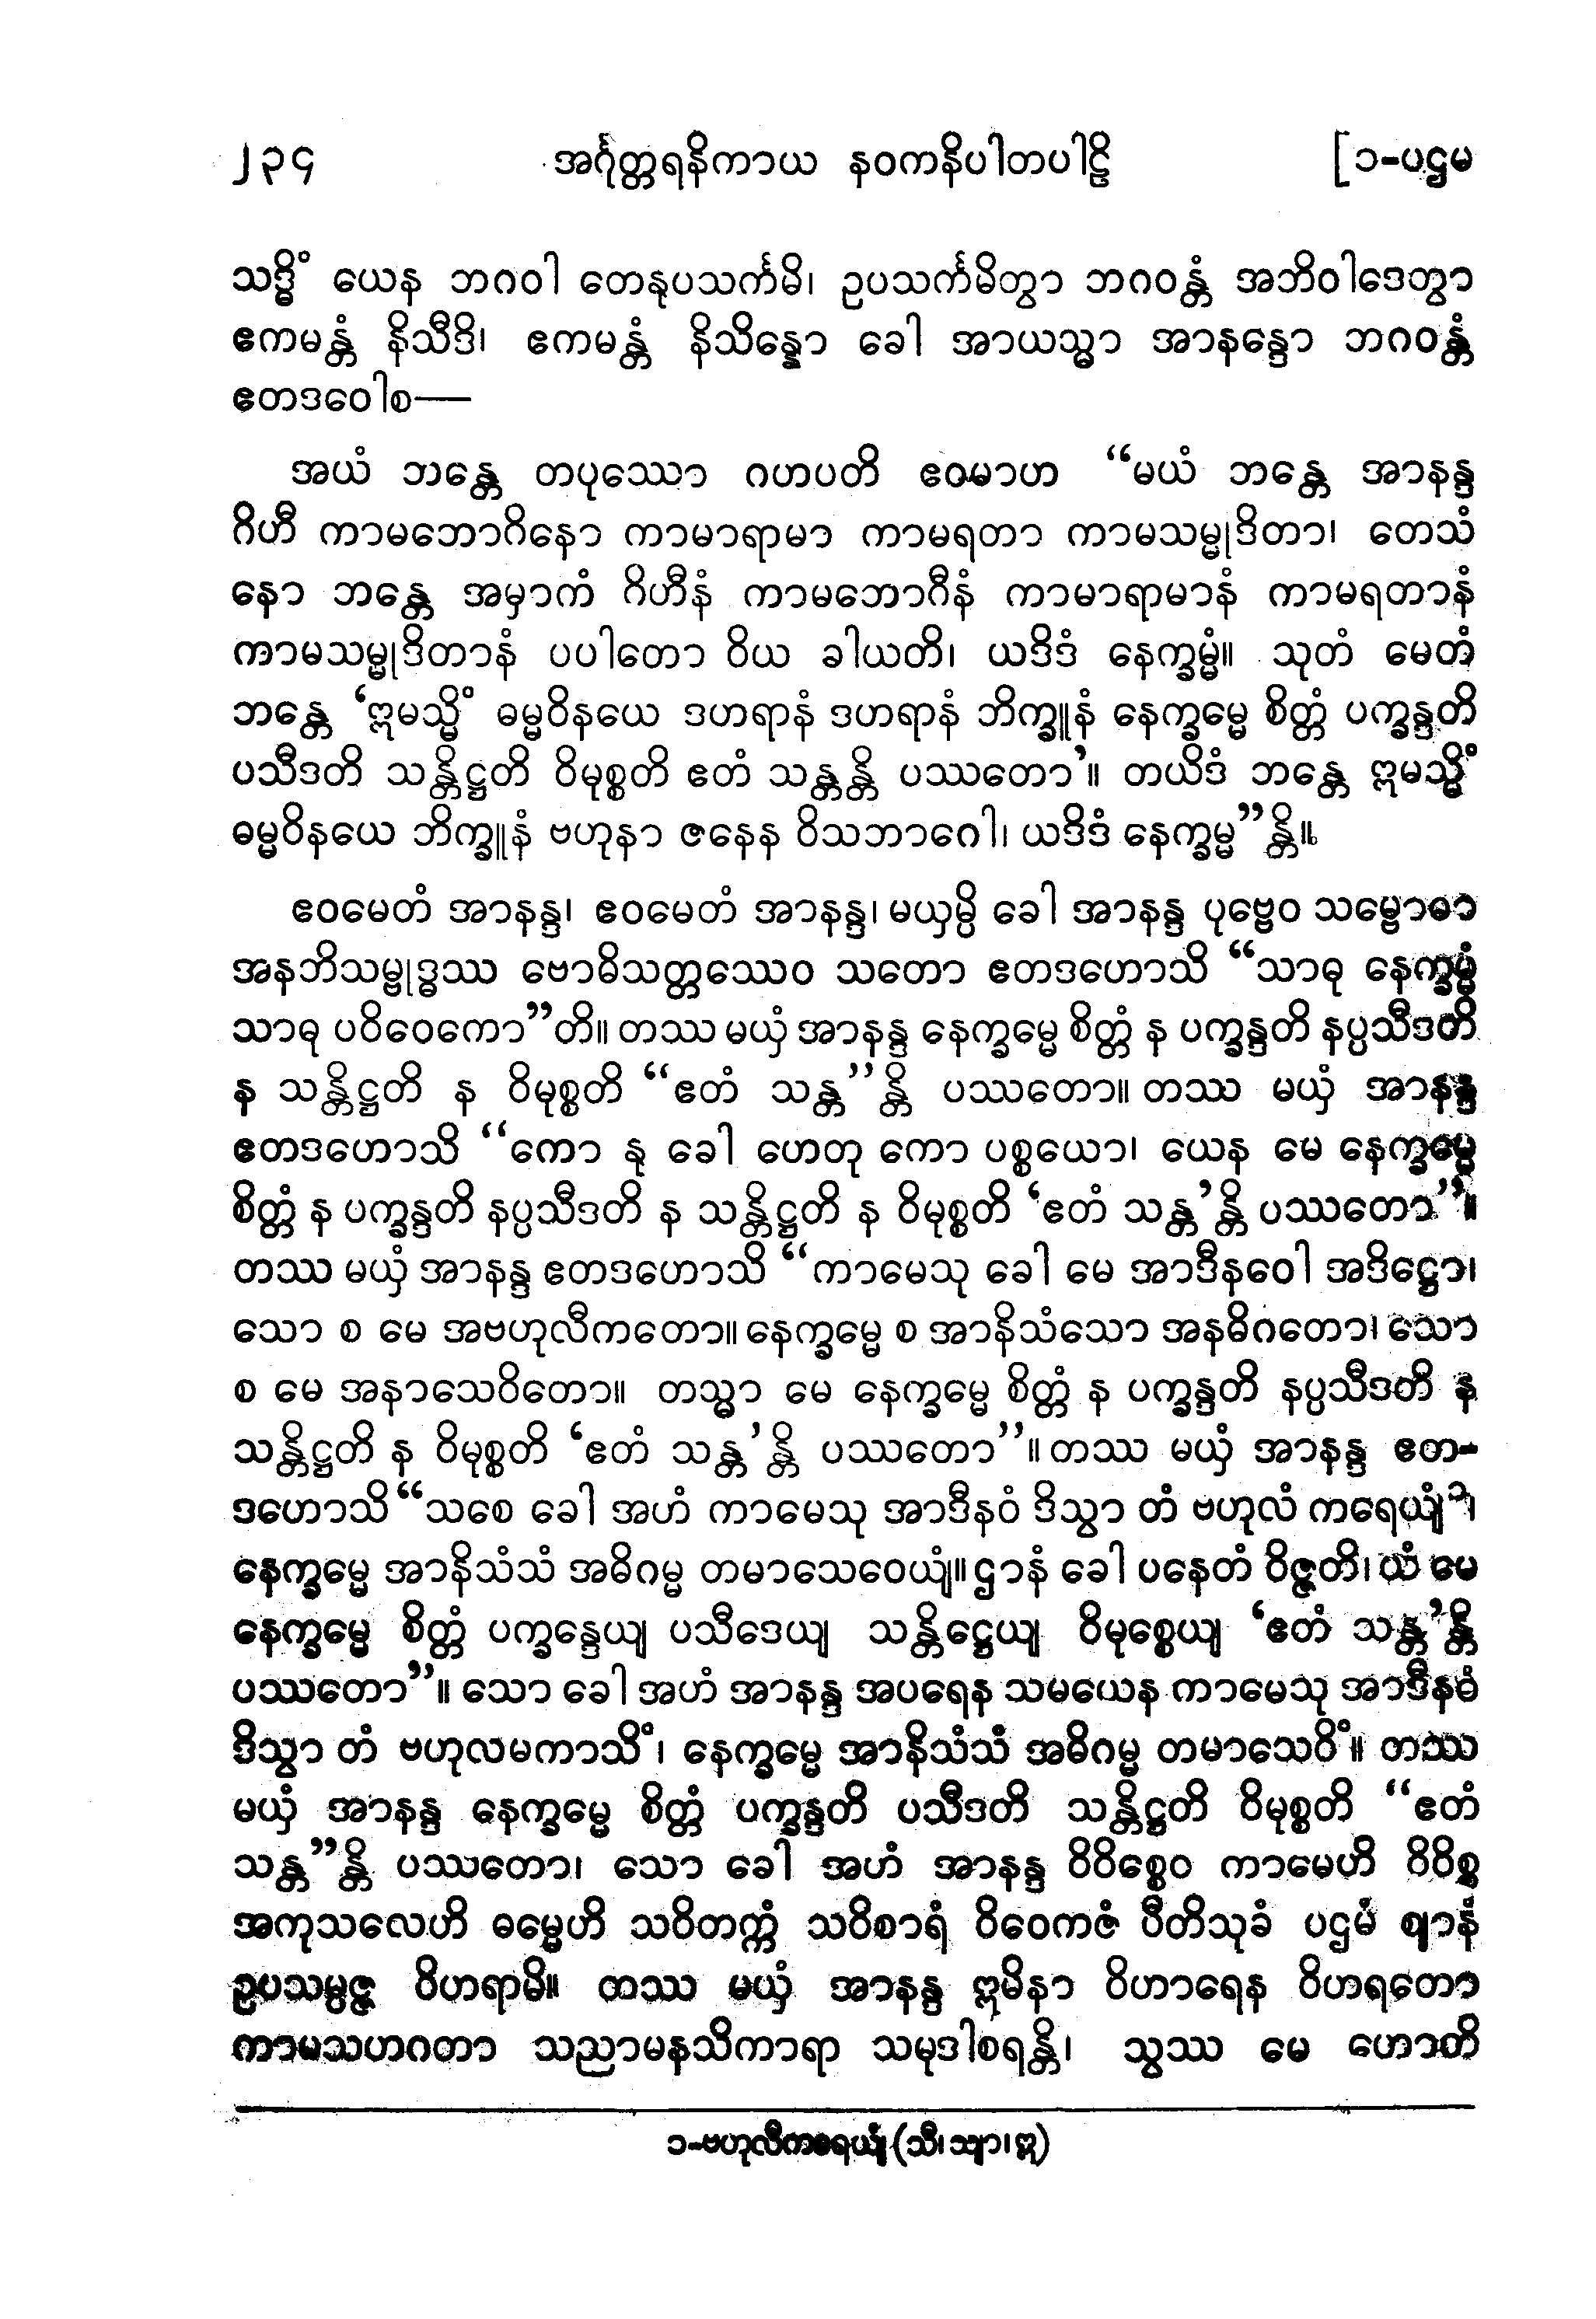 ၂၃၄ အင်္ဂုတ္တရနိကာယ နဝကနိပါတပါဠိ [၁-ပဌမ
သဒ္ဓိံ ယေန ဘဂဝါ တေနုပသင်္ကမိ၊ ဥပသင်္ကမိတွာ ဘဂဝန္တံ အဘိဝါဒေတွာ
ဧကမန္တံ နိသီဒိ၊ ဧကမန္တံ နိသိန္နော ခေါ အာယသ္မာ အာနန္ဒော ဘဂဝန္တံ
ဧတဒဝေါစ—
အယံ ဘန္တေ တပုဿော ဂဟပတိ ဧဝမာဟ “မယံ ဘန္တေ အာနန္ဒ
ဂိဟီ ကာမဘောဂိနော ကာမာရာမာ ကာမရတာ ကာမသမ္မုဒိတာ၊ တေသံ
နော ဘန္တေ အမှာကံ ဂိဟီနံ ကာမဘောဂီနံ ကာမာရာမာနံ ကာမရတာနံ
ကာမသမ္မုဒိတာနံ ပပါတော ဝိယ ခါယတိ၊ ယဒိဒံ နေက္ခမ္မံ။ သုတံ မေတံ
ဘန္တေ ‘ဣမသ္မိံ ဓမ္မဝိနယေ ဒဟရာနံ ဒဟရာနံ ဘိက္ခူနံ နေက္ခမ္မေ စိတ္တံ ပက္ခန္ဒတိ
ပသီဒတိ သန္တိဋ္ဌတိ ဝိမုစ္စတိ ဧတံ သန္တန္တိ ပဿတော’။ တယိဒံ ဘန္တေ ဣမသ္မိံ
ဓမ္မဝိနယေ ဘိက္ခူနံ ဗဟုနာ ဇနေန ဝိသဘာဂေါ၊ ယဒိဒံ နေက္ခမ္မ”န္တိ။
ဧဝမေတံ အာနန္ဒ၊ ဧဝမေတံ အာနန္ဒ၊ မယှမ္ပိ ခေါ အာနန္ဒ ပုဗ္ဗေဝ သမ္ဗောဓာ
အနဘိသမ္ဗုဒ္ဓဿ ဗောဓိသတ္တဿေဝ သတော ဧတဒဟောသိ “သာဓု နေက္ခမ္မံ
သာဓု ပဝိဝေကော”တိ။ တဿ မယှံ အာနန္ဒ နေက္ခမ္မေ စိတ္တံ န ပက္ခန္ဒတိ နပ္ပသီဒတိ
န သန္တိဋ္ဌတိ န ဝိမုစ္စတိ “ဧတံ သန္တ”န္တိ ပဿတော။ တဿ မယှံ အာနန္ဒ
ဧတဒဟောသိ “ကော နု ခေါ ဟေတု ကော ပစ္စယော၊ ယေန မေ နေက္ခမ္မေ
စိတ္တံ န ပက္ခန္ဒတိ နပ္ပသီဒတိ န သန္တိဋ္ဌတိ န ဝိမုစ္စတိ ‘ဧတံ သန္တ’န္တိ ပဿတော”။
တဿ မယှံ အာနန္ဒ ဧတဒဟောသိ “ကာမေသု ခေါ မေ အာဒီနဝေါ အဒိဋ္ဌော၊
သော စ မေ အဗဟုလီကတော။ နေက္ခမ္မေ စ အာနိသံသော အနဓိဂတော၊ သော
စ မေ အနာသေဝိတော။ တသ္မာ မေ နေက္ခမ္မေ စိတ္တံ န ပက္ခန္ဒတိ နပ္ပသီဒတိ န
သန္တိဋ္ဌတိ န ဝိမုစ္စတိ ‘ဧတံ သန္တ’န္တိ ပဿတော”။ တဿ မယှံ အာနန္ဒ ဧတ-
ဒဟောသိ “သစေ ခေါ အဟံ ကာမေသု အာဒီနဝံ ဒိသွာ တံ ဗဟုလံ ကရေယျံ ၁၊
နေက္ခမ္မေ အာနိသံသံ အဓိဂမ္မ တမာသေဝေယျံ။ ဌာနံ ခေါ ပနေတံ ဝိဇ္ဇတိ၊ ယံ မေ
နေက္ခမ္မေ စိတ္တံ ပက္ခန္ဒေယျ ပသီဒေယျ သန္တိဋ္ဌေယျ ဝိမုစ္စေယျ ‘ဧတံ သန္တ’န္တိ
ပဿတော”။ သော ခေါ အဟံ အာနန္ဒ အပရေန သမယေန ကာမေသု အာဒီနဝံ
ဒိသွာ တံ ဗဟုလမကာသိံ၊ နေက္ခမ္မေ အာနိသံသံ အဓိဂမ္မ တမာသေဝိံ။ တဿ
မယှံ အာနန္ဒ နေက္ခမ္မေ စိတ္တံ ပက္ခန္ဒတိ ပသီဒတိ သန္တိဋ္ဌတိ ဝိမုစ္စတိ “ဧတံ
သန္တ”န္တိ ပဿတော၊ သော ခေါ အဟံ အာနန္ဒ ဝိဝိစ္စေဝ ကာမေဟိ ဝိဝိစ္စ
အကုသလေဟိ ဓမ္မေဟိ သဝိတက္ကံ သဝိစာရံ ဝိဝေကဇံ ပီတိသုခံ ပဌမံ ဈာနံ
ဥပသမ္ပဇ္ဇ ဝိဟရာမိ။ တဿ မယှံ အာနန္ဒ ဣမိနာ ဝိဟာရေန ဝိဟရတော
ကာမသဟဂတာ သညာမနသိကာရာ သမုဒါစရန္တိ၊ သွဿ မေ ဟောတိ
၁-ဗဟုလီကရေယျံ (သီ၊ သျာ၊ ဣ)